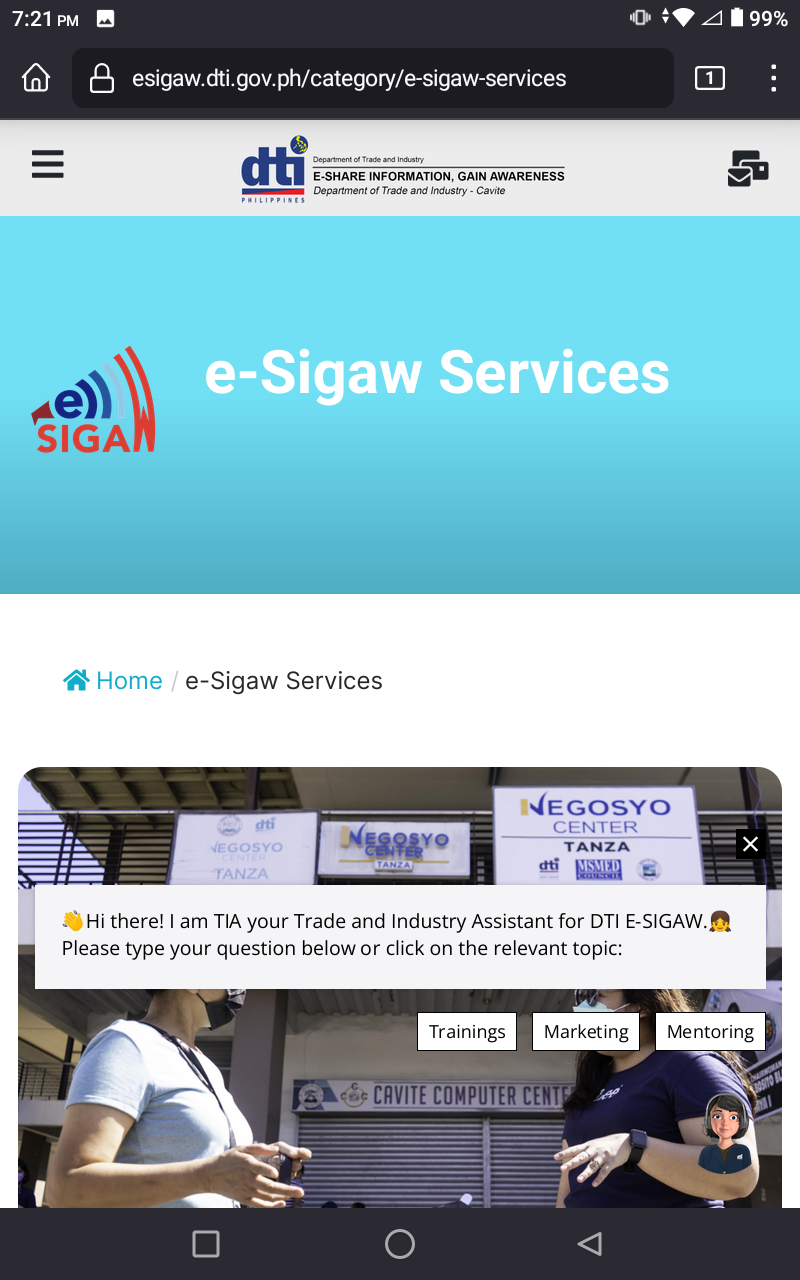 7:21 PM
99%
esigaw.dti.gov.ph/category/e-sigaw-services
1
dti
PHILIPPINES
Department of Trade and Industry
E-SHARE INFORMATION, GAIN AWARENESS
Department of Trade and Industry - Cavite
e-Sigaw Services
e
SIGAW
Home / e-Sigaw Services
NEGOSYO
CENTER
TANZA
dti
NEGOSYO
CENTER
TANZA
dti
NEGOSYO
CENTER
TANZA
dti MSMED
COUNCIL
👋Hi there! I am TIA your Trade and Industry Assistant for DTI E-SIGAW.👧
Please type your question below or click on the relevant topic:
Trainings
Marketing
Mentoring
CAVITE COMPUTER CENTE